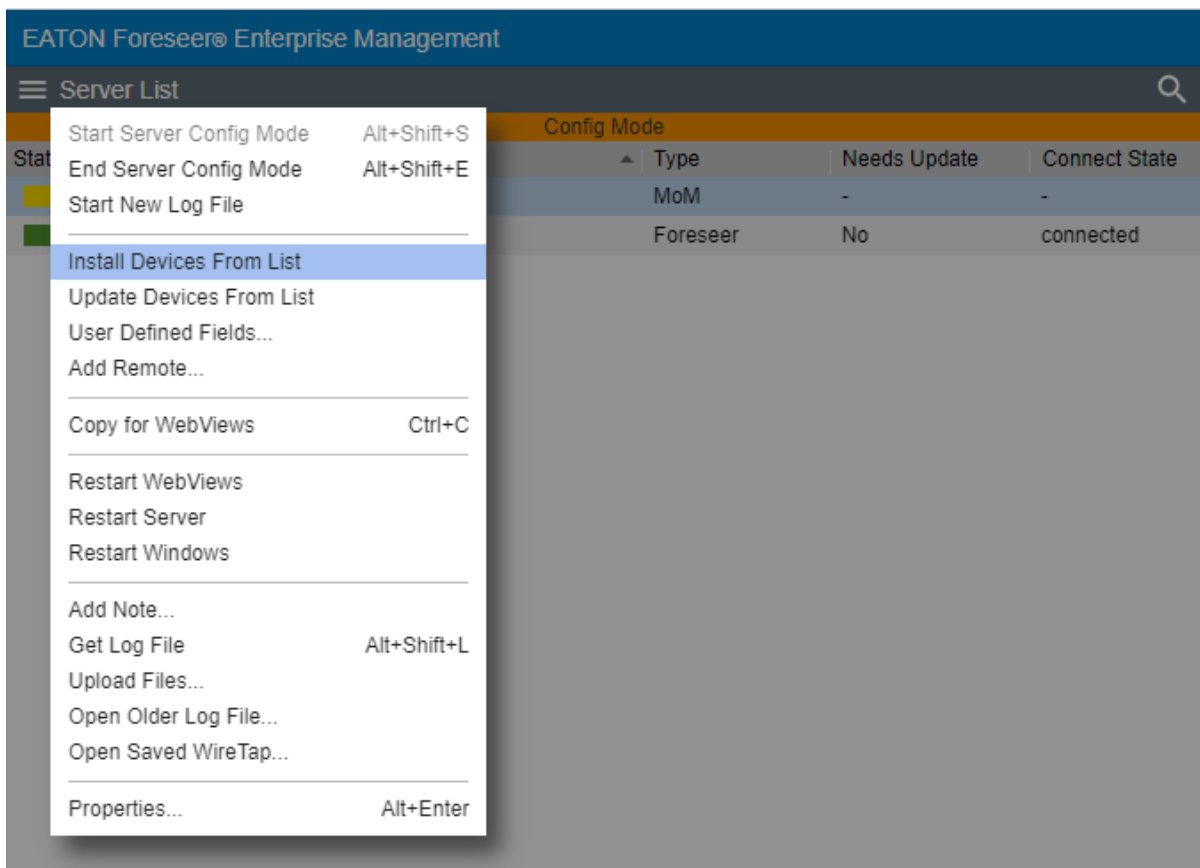 EATON Foreseer® Enterprise Management
Server List
Config Mode
Stat Type Needs Update Connect State
MoM - -
Foreseer No connected
Start Server Config Mode Alt+Shift+S
End Server Config Mode Alt+Shift+E
Start New Log File
Install Devices From List
Update Devices From List
User Defined Fields...
Add Remote...
Copy for WebViews Ctrl+C
Restart WebViews
Restart Server
Restart Windows
Add Note...
Get Log File Alt+Shift+L
Upload Files...
Open Older Log File...
Open Saved WireTap...
Properties... Alt+Enter